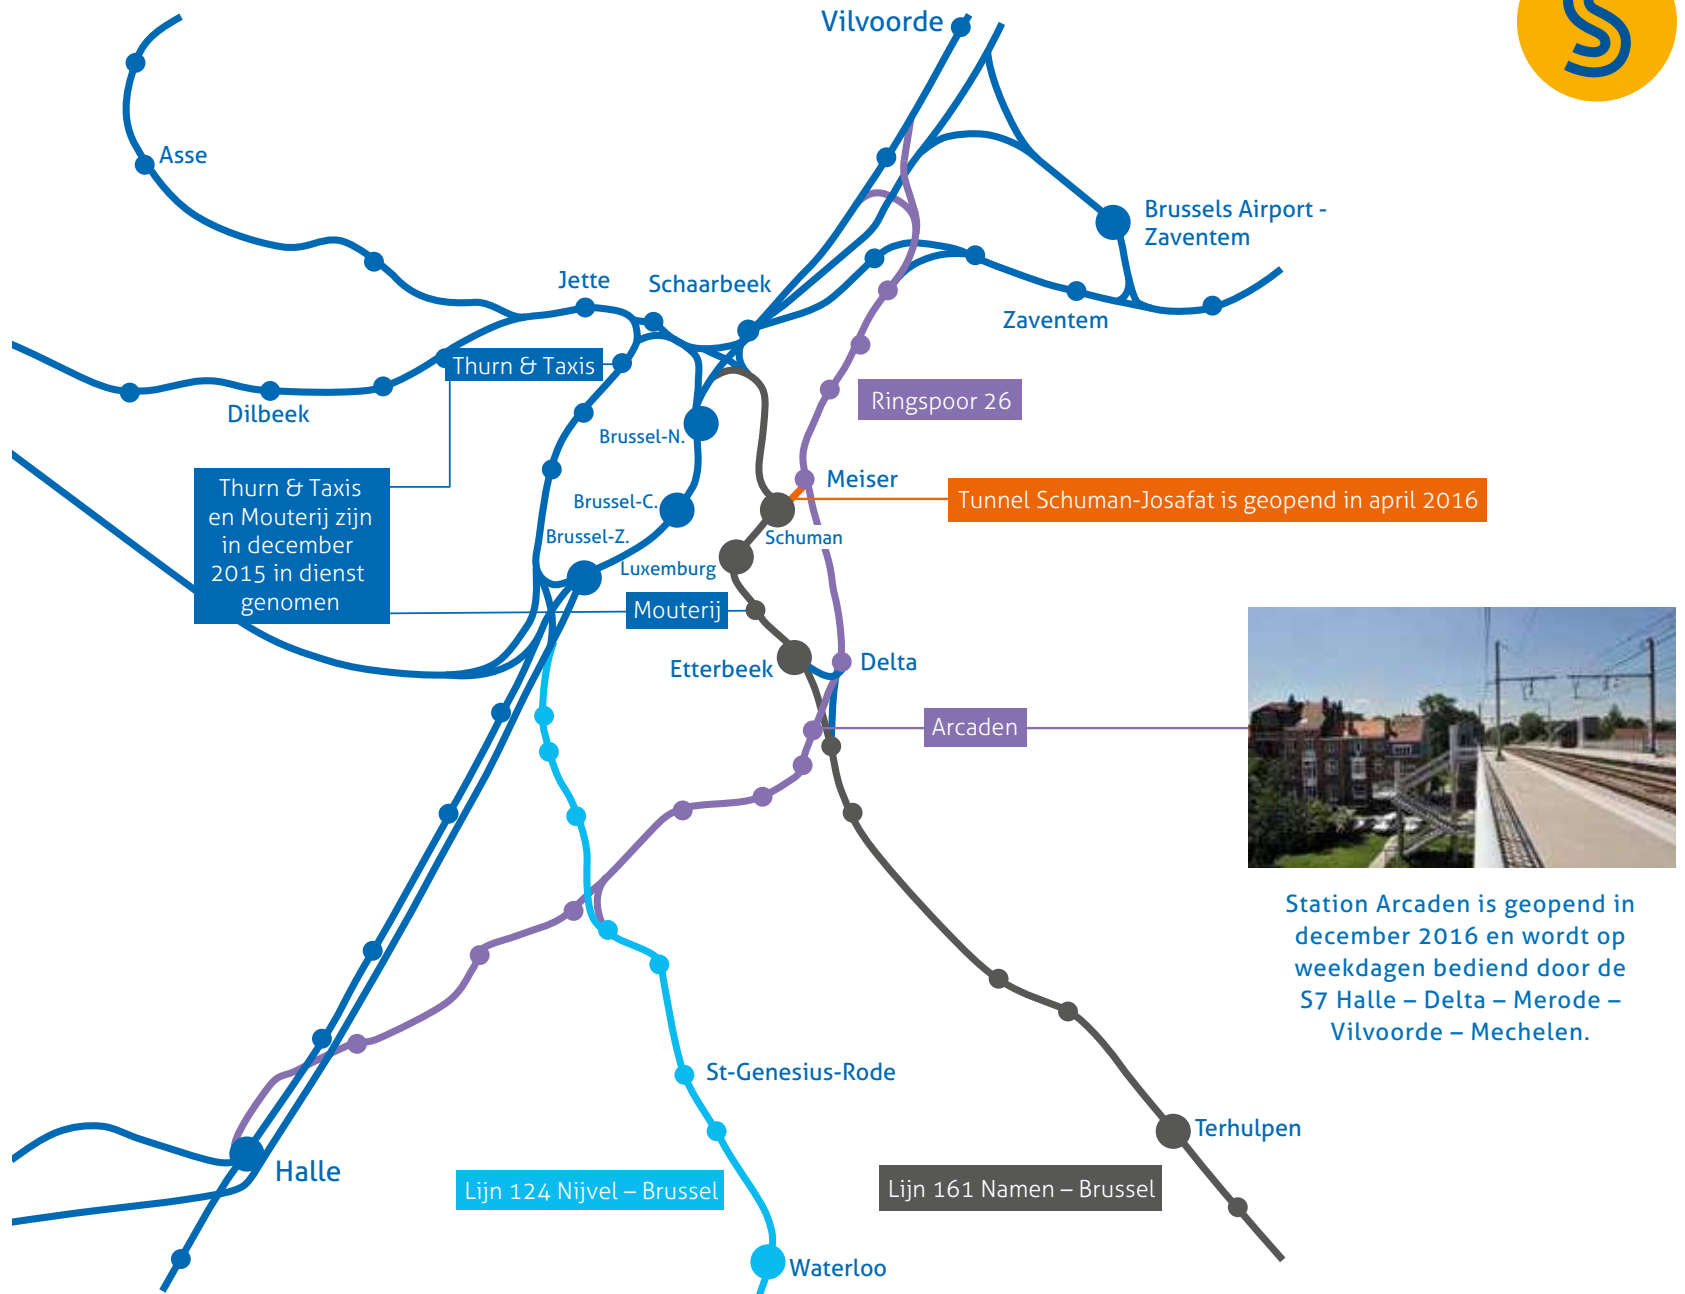 Vilvoorde
S
Asse
Brussels Airport -
Zaventem
Jette
Schaarbeek
Zaventem
Thurn & Taxis
Ringspoor 26
Dilbeek
Brussel-N.
Thurn & Taxis
en Mouterij zijn
in december
2015 in dienst
genomen
Meiser
Tunnel Schuman-Josafat is geopend in april 2016
Brussel-C.
Schuman
Brussel-Z.
Luxemburg
Mouterij
Etterbeek
Delta
Arcaden
Station Arcaden is geopend in
december 2016 en wordt op
weekdagen bediend door de
S7 Halle – Delta – Merode –
Vilvoorde – Mechelen.
St-Genesius-Rode
Terhulpen
Halle
Lijn 124 Nijvel – Brussel
Lijn 161 Namen – Brussel
Waterloo